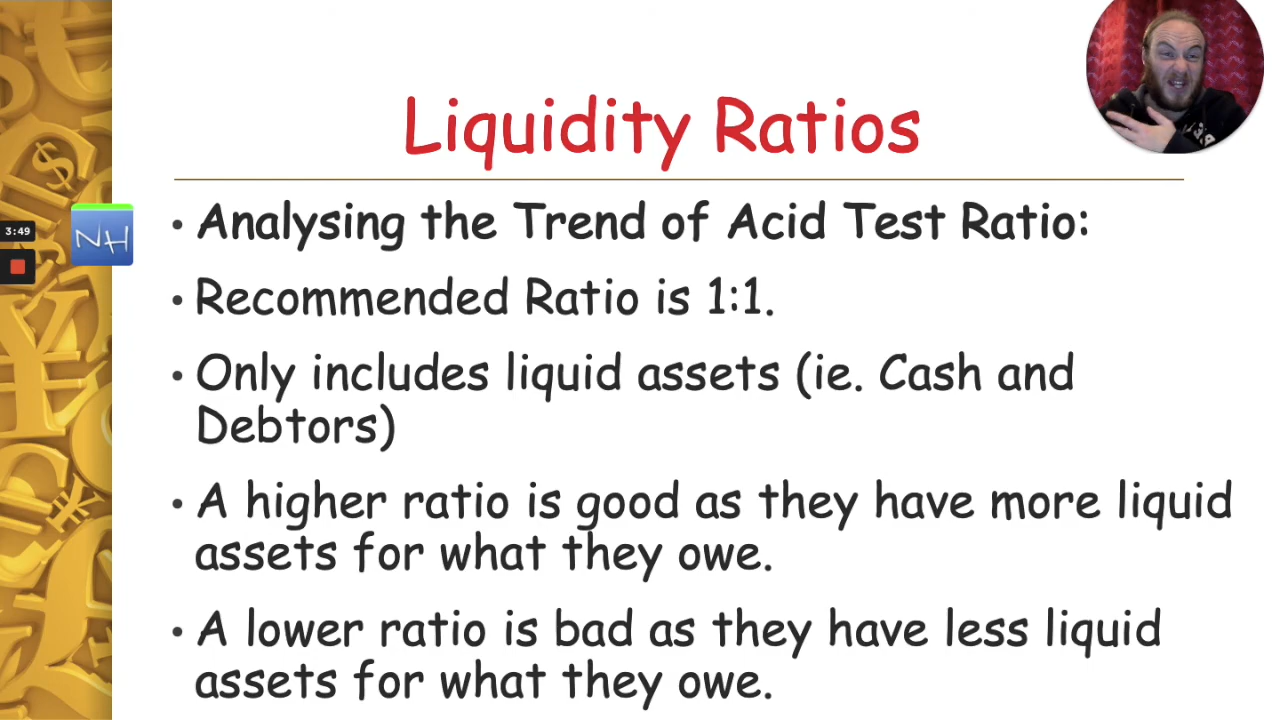 Liquidity Ratios
• Analysing the Trend of Acid Test Ratio:
• Recommended Ratio is 1:1.
• Only includes liquid assets (ie. Cash and
Debtors)
• A higher ratio is good as they have more liquid
assets for what they owe.
• A lower ratio is bad as they have less liquid
assets for what they owe.
3:49
NH